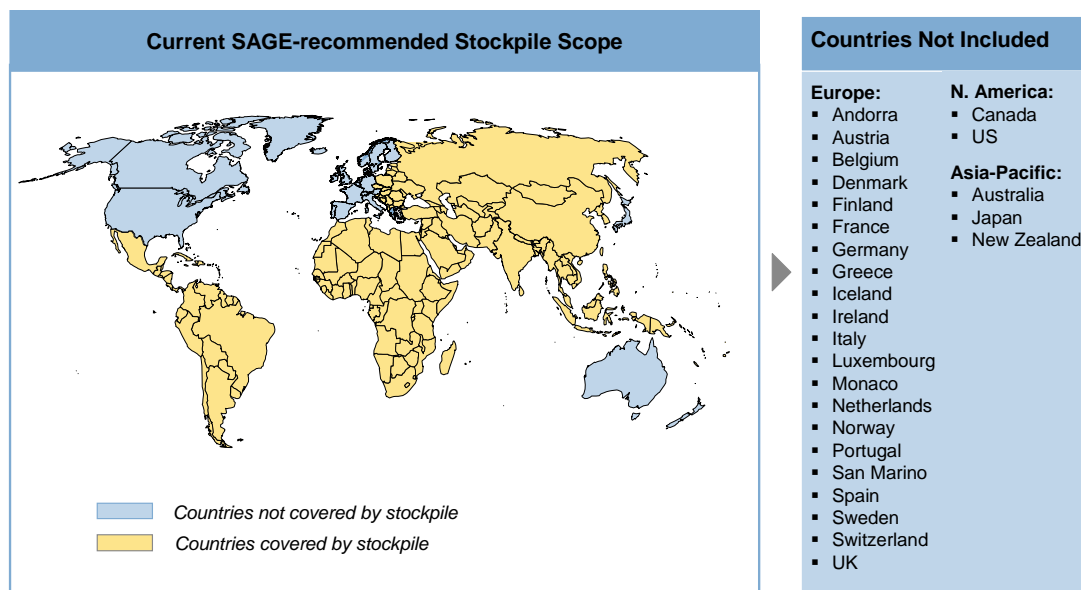 Current SAGE-recommended Stockpile Scope
Countries not covered by stockpile
Countries covered by stockpile
Countries Not Included
Europe:
▪ Andorra
▪ Austria
▪ Belgium
▪ Denmark
▪ Finland
▪ France
▪ Germany
▪ Greece
▪ Iceland
▪ Ireland
▪ Italy
▪ Luxembourg
▪ Monaco
▪ Netherlands
▪ Norway
▪ Portugal
▪ San Marino
▪ Spain
▪ Sweden
▪ Switzerland
▪ UK
N. America:
▪ Canada
▪ US
Asia-Pacific:
▪ Australia
▪ Japan
▪ New Zealand